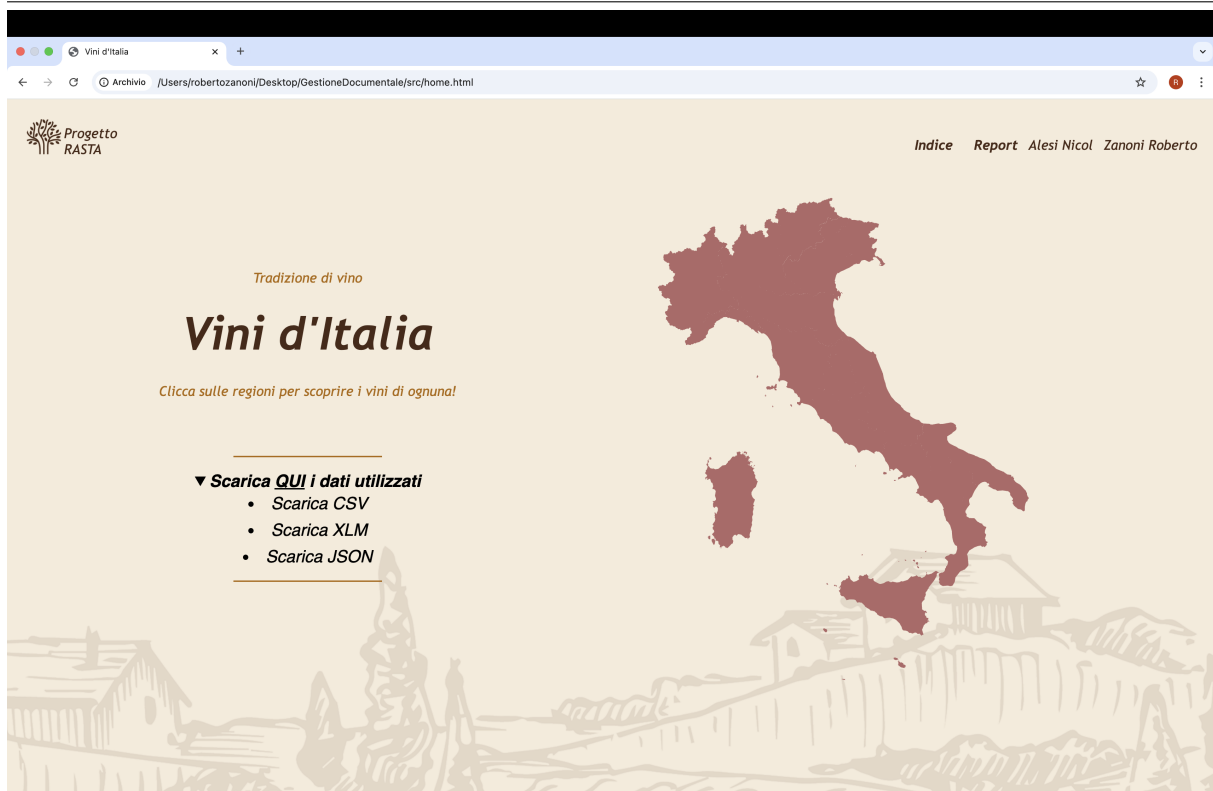 Vini d'Italia
Archivio /Users/robertozanoni/Desktop/GestioneDocumentale/src/home.html
R
Progetto
RASTA
Indice Report Alesi Nicol Zanoni Roberto
Tradizione di vino
Vini d'Italia
Clicca sulle regioni per scoprire i vini di ognuna!
Scarica QUI i dati utilizzati
Scarica CSV
Scarica XLM
Scarica JSON